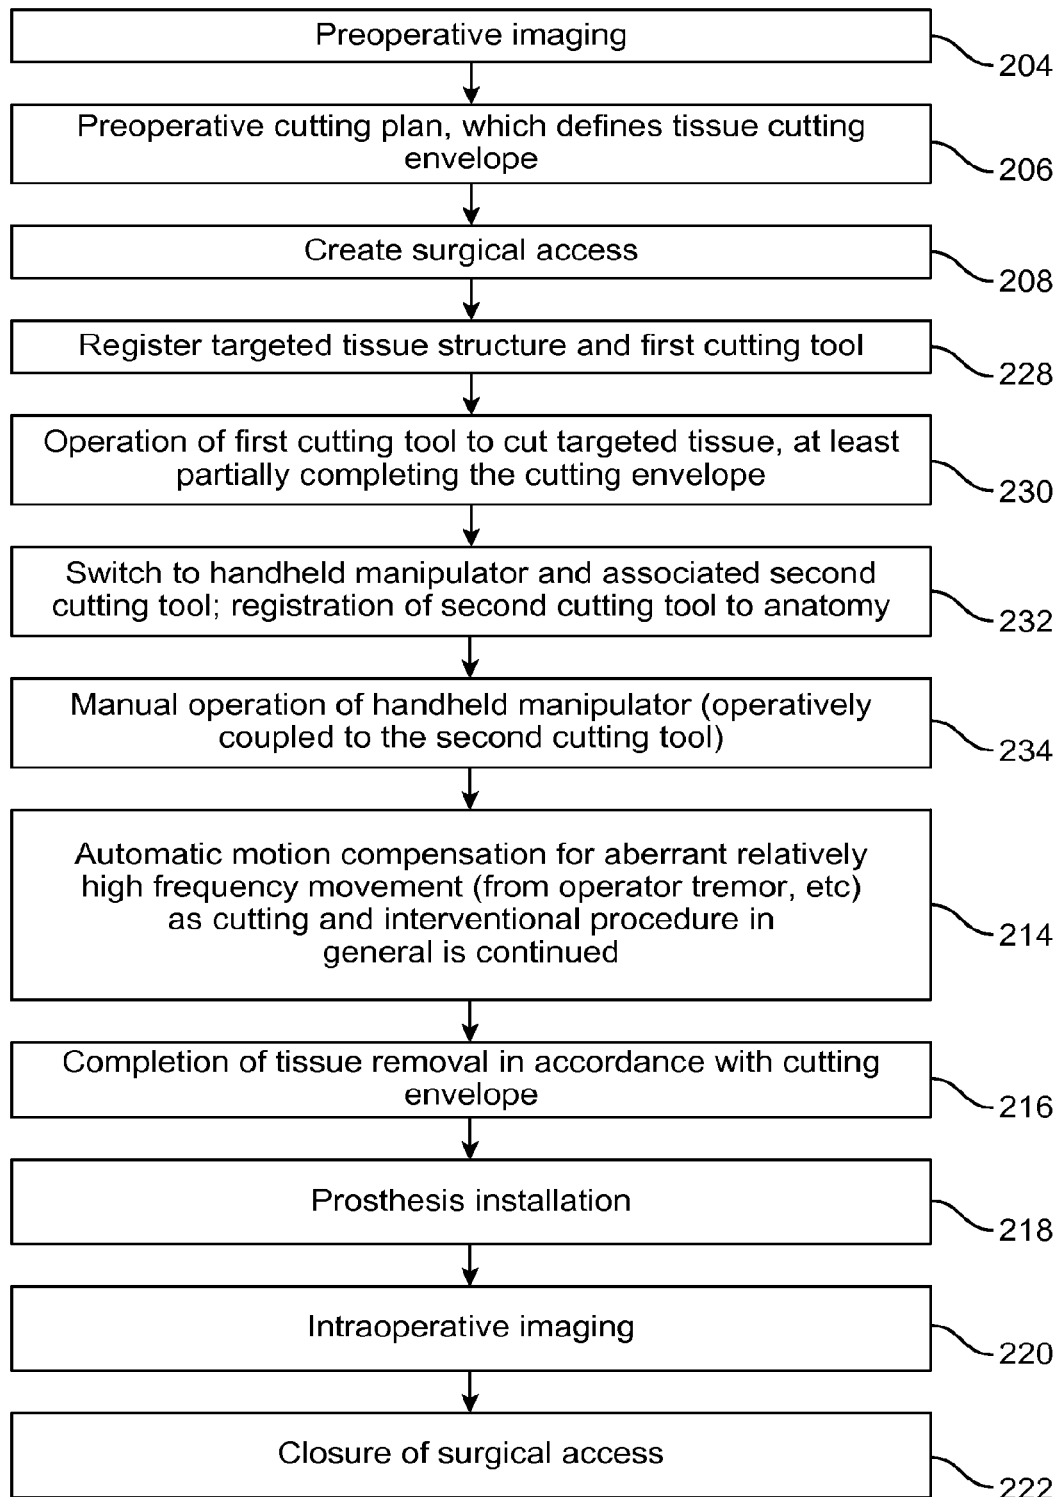 Preoperative imaging
204
Preoperative cutting plan, which defines tissue cutting
envelope
206
Create surgical access
208
Register targeted tissue structure and first cutting tool
228
Operation of first cutting tool to cut targeted tissue, at least
partially completing the cutting envelope
230
Switch to handheld manipulator and associated second
cutting tool; registration of second cutting tool to anatomy
232
Manual operation of handheld manipulator (operatively
coupled to the second cutting tool)
234
Automatic motion compensation for aberrant relatively
high frequency movement (from operator tremor, etc)
as cutting and interventional procedure in
general is continued
214
Completion of tissue removal in accordance with cutting
envelope
216
Prosthesis installation
218
Intraoperative imaging
220
Closure of surgical access
222